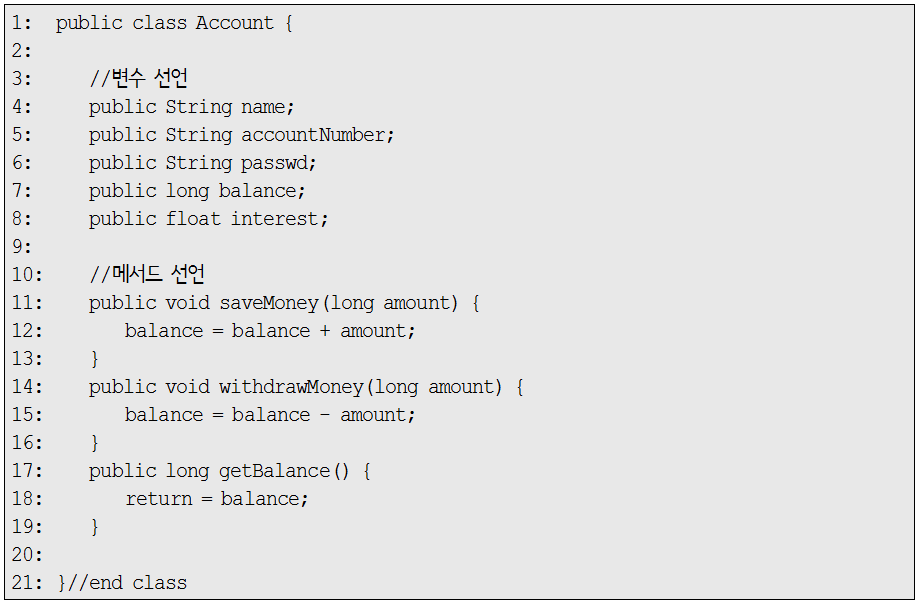 1: public class Account {
2:
3: //변수 선언
4: public String name;
5: public String accountNumber;
6: public String passwd;
7: public long balance;
8: public float interest;
9:
10: //메서드 선언
11: public void saveMoney(long amount) {
12: balance = balance + amount;
13: }
14: public void withdrawMoney(long amount) {
15: balance = balance - amount;
16: }
17: public long getBalance() {
18: return = balance;
19: }
20:
21: }//end class